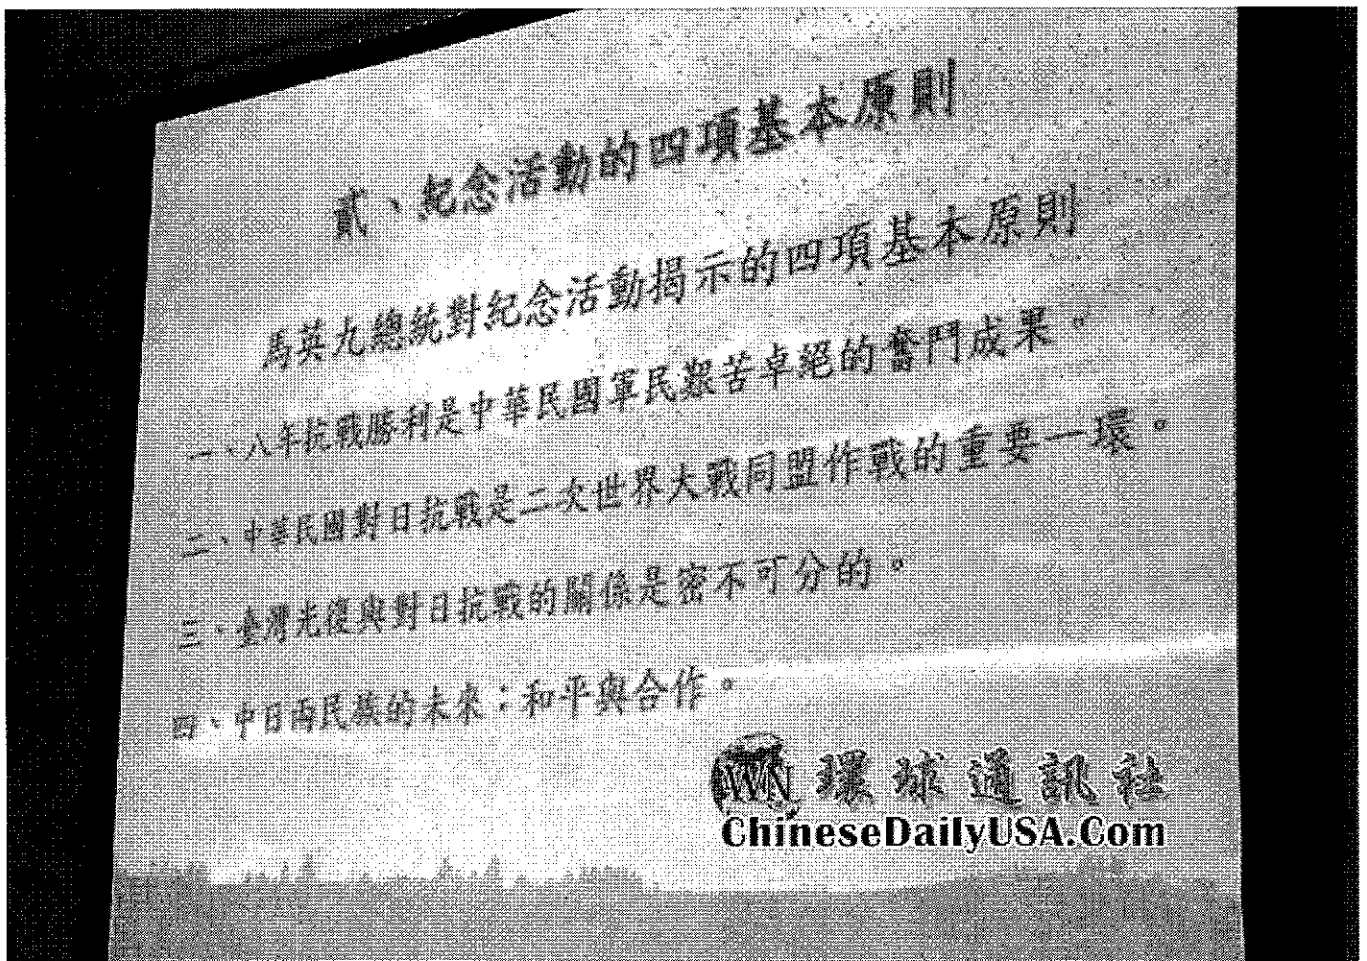 貳、紀念活動的四項基本原則
馬英九總統對紀念活動揭示的四項基本原則
一、八年抗戰勝利是中華民國軍民艱苦卓絕的奮鬥成果。
二、中華民國對日抗戰是二次世界大戰同盟作戰的重要一環。
三、臺灣光復與對日抗戰的關係是密不可分的。
四、中日兩民族的未來：和平與合作。
WN 環球通訊社
ChineseDailyUSA.Com